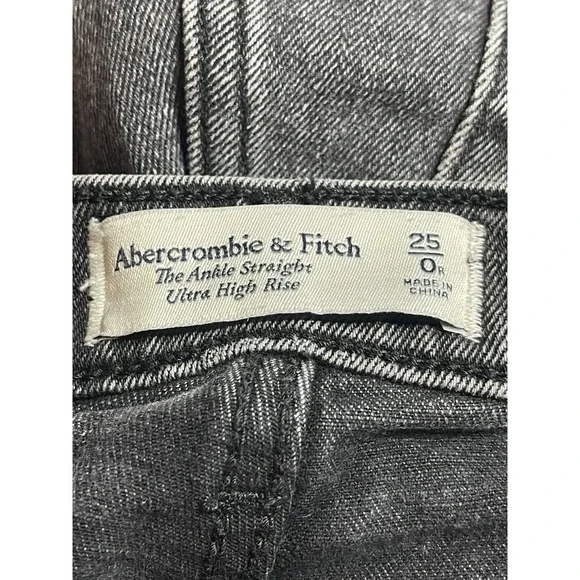 Abercrombie & Fitch
The Ankle Straight
Ultra High Rise
25
0R
MADE IN
CHINA